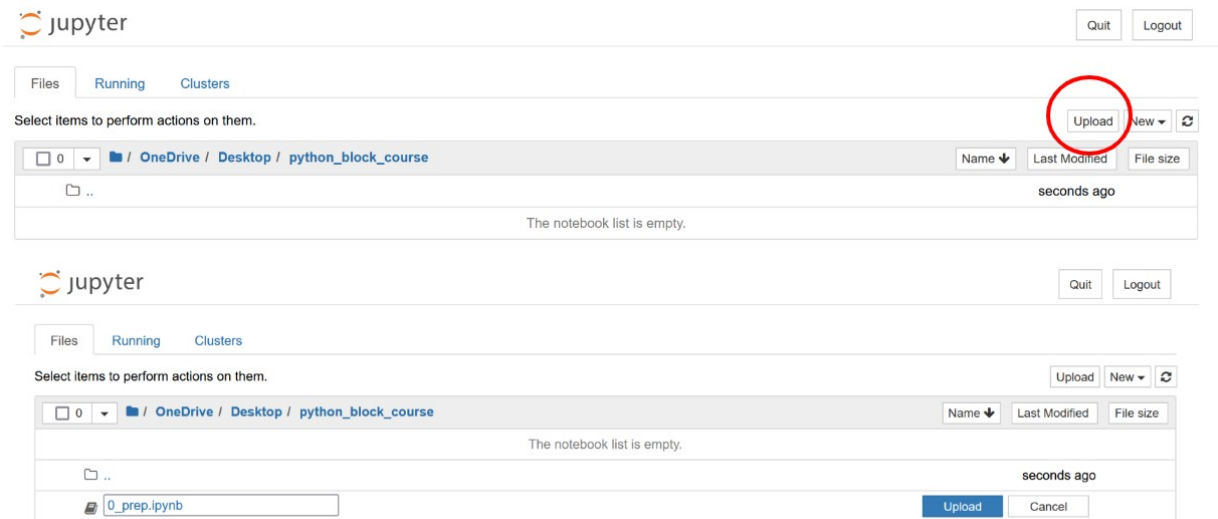 jupyter Quit Logout
Files Running Clusters
Select items to perform actions on them. Upload New
0 / OneDrive / Desktop / python_block_course Name Last Modified File size
.. seconds ago
The notebook list is empty.
jupyter Quit Logout
Files Running Clusters
Select items to perform actions on them. Upload New
0 / OneDrive / Desktop / python_block_course Name Last Modified File size
The notebook list is empty.
.. seconds ago
0_prep.ipynb Upload Cancel